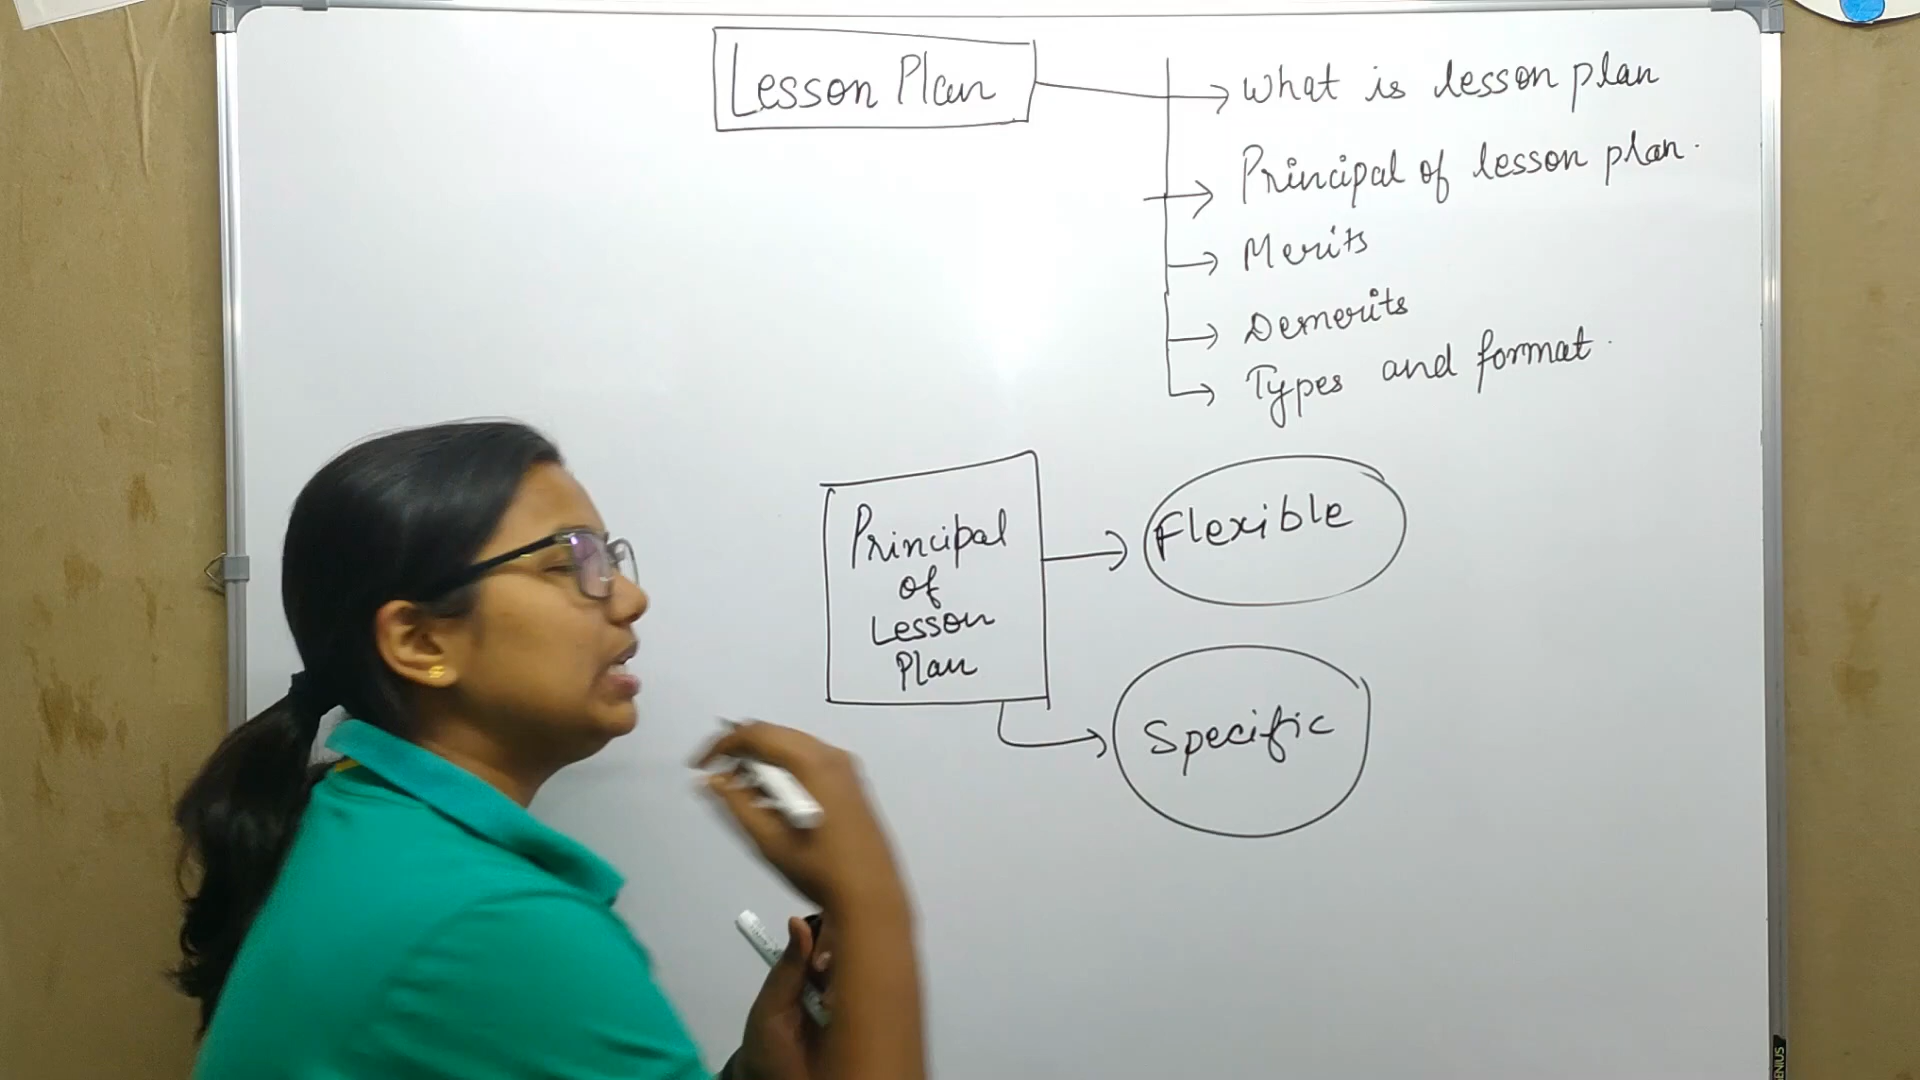 Lesson Plan
What is lesson plan
Principal of lesson plan.
Merits
Demerits
Types and format.
Principal
of
Lesson
Plan
Flexible
Specific